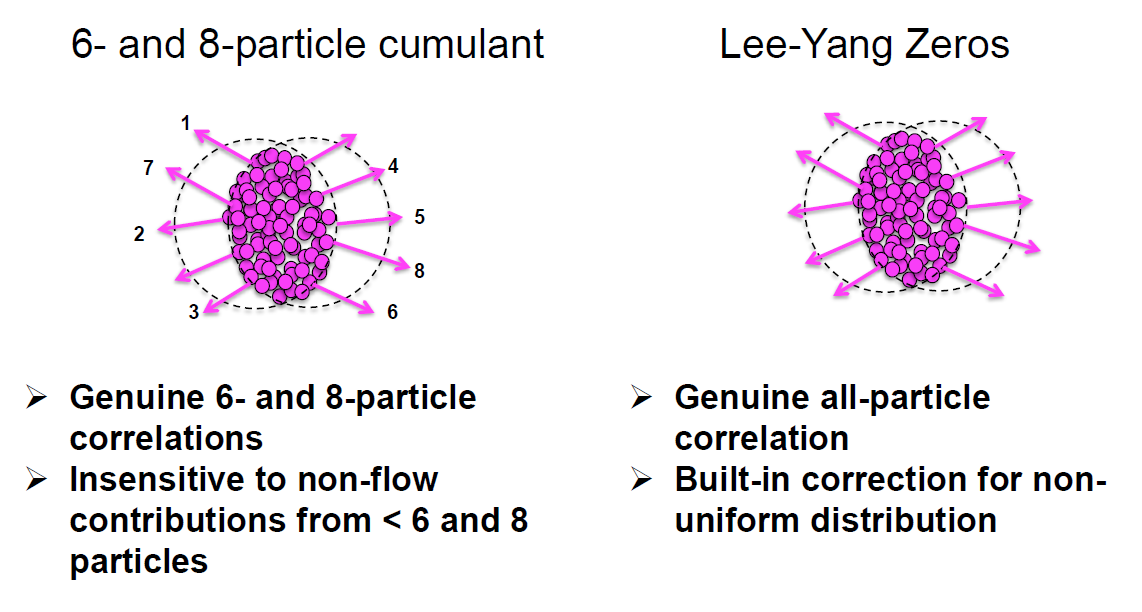 6- and 8-particle cumulant
1
7
2
3
4
5
8
6
➢ Genuine 6- and 8-particle
correlations
➢ Insensitive to non-flow
contributions from < 6 and 8
particles
Lee-Yang Zeros
➢ Genuine all-particle
correlation
➢ Built-in correction for non-
uniform distribution